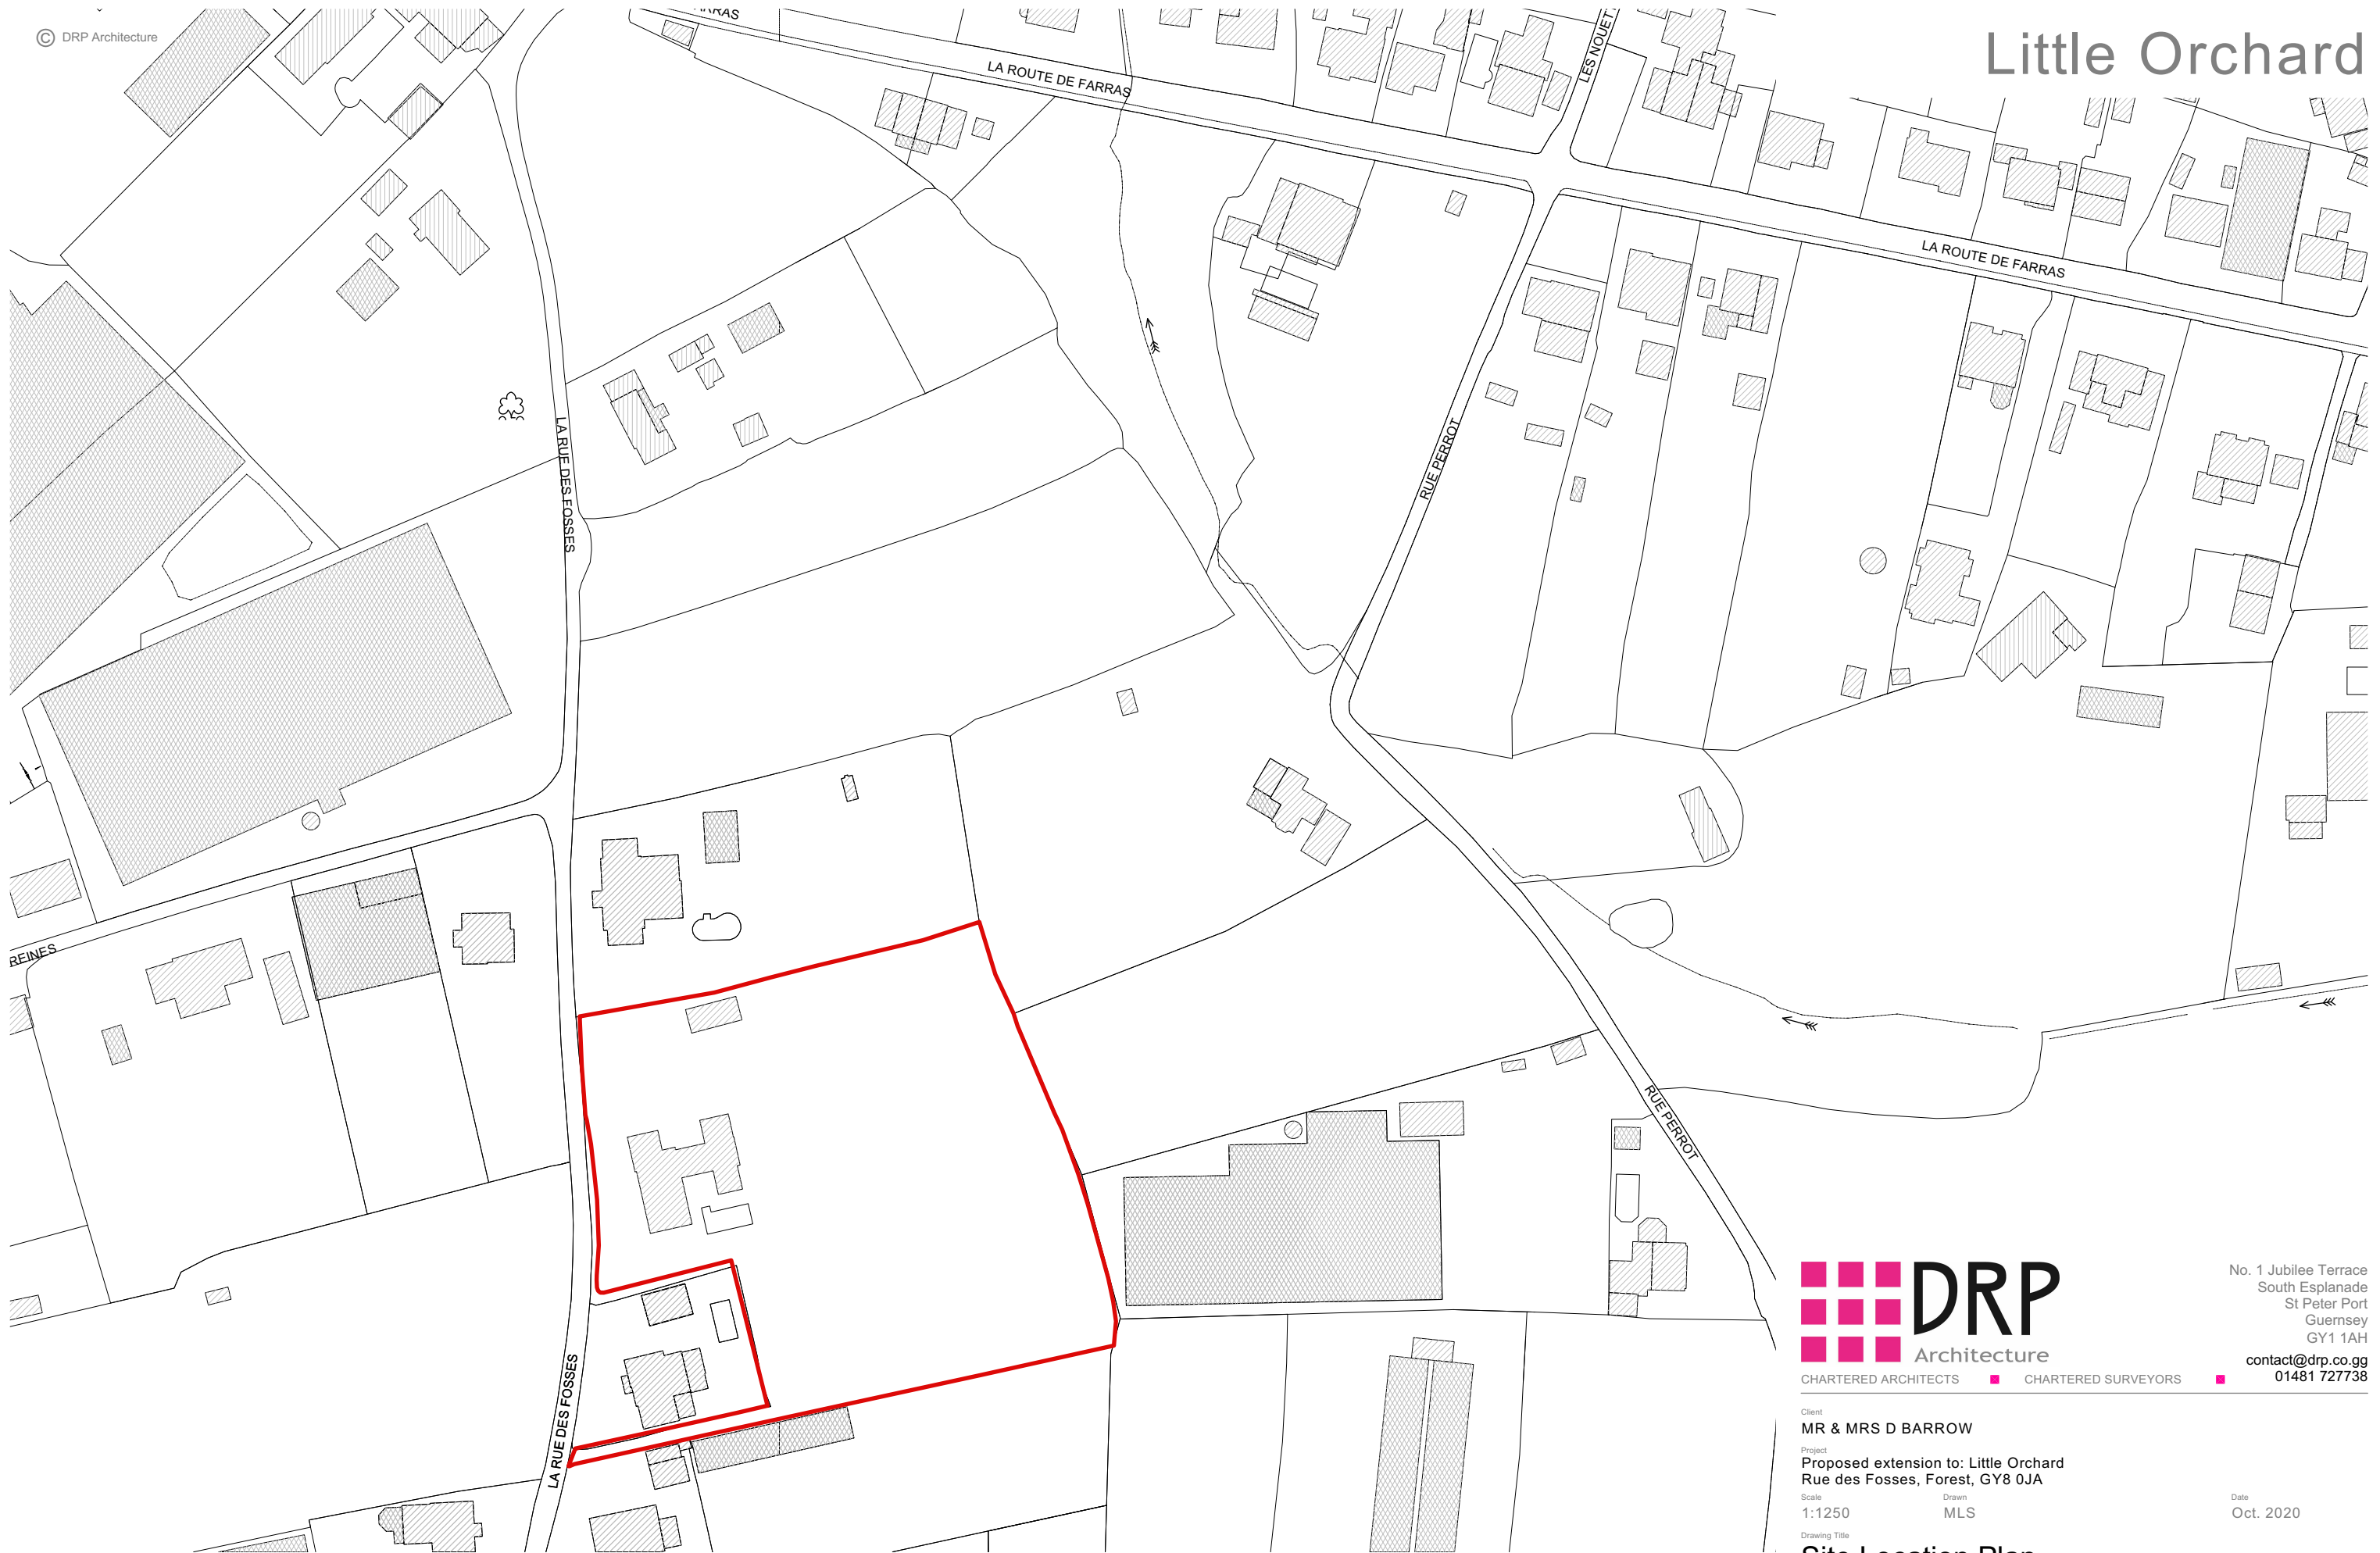 © DRP Architecture
Little Orchard
LA ROUTE DE FARRAS
LA ROUTE DE FARRAS
RUE PERROT
LA RUE DES FOSSES
RUE PERROT
LA RUE DES FOSSES
DRP
Architecture
No. 1 Jubilee Terrace
South Esplanade
St Peter Port
Guernsey
GY1 1AH
contact@drp.co.gg
01481 727738
CHARTERED ARCHITECTS CHARTERED SURVEYORS
Client
MR & MRS D BARROW
Project
Proposed extension to: Little Orchard
Rue des Fosses, Forest, GY8 0JA
Scale Drawn Date
1:1250 MLS Oct. 2020
Drawing Title
Site Location Plan